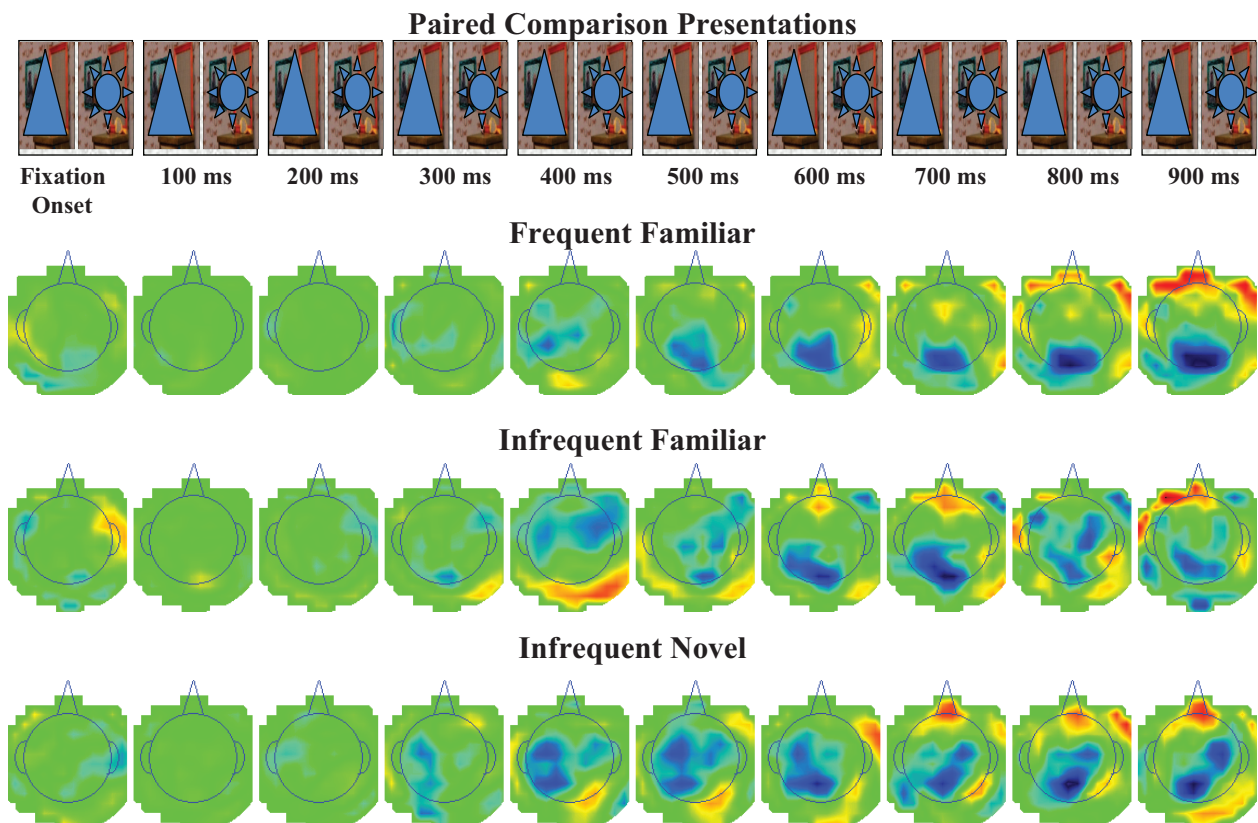 Paired Comparison Presentations
Fixation Onset 100 ms 200 ms 300 ms 400 ms 500 ms 600 ms 700 ms 800 ms 900 ms
Frequent Familiar
Infrequent Familiar
Infrequent Novel